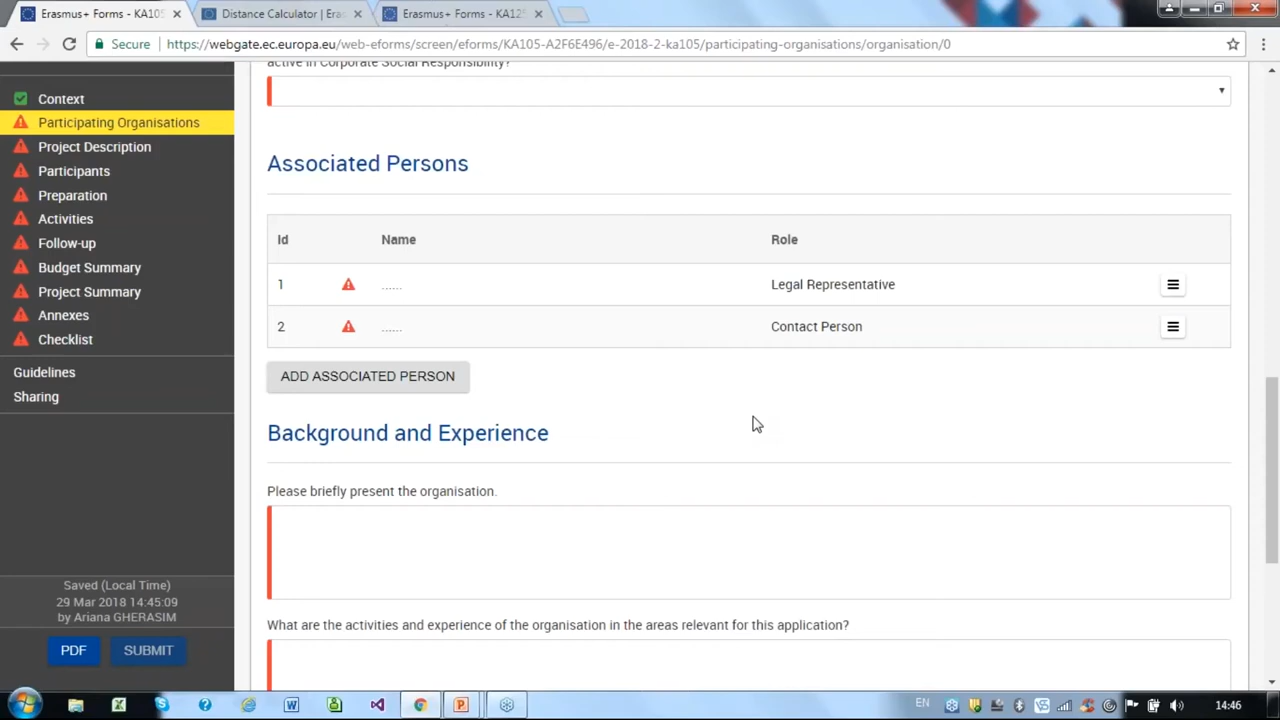 Erasmus+ Forms - KA105
Distance Calculator | Eras
Erasmus+ Forms - KA12
Secure
https://webgate.ec.europa.eu/web-eforms/screen/eforms/KA105-A2F6E496/e-2018-2-ka105/participating-organisations/organisation/0
active in Corporate Social Responsibility?
Context
Participating Organisations
Project Description
Participants
Preparation
Activities
Follow-up
Budget Summary
Project Summary
Annexes
Checklist
Guidelines
Sharing
Saved (Local Time)
29 Mar 2018 14:45:09
by Ariana GHERASIM
PDF
SUBMIT
Associated Persons
Id Name Role
1 ...... Legal Representative
2 ...... Contact Person
ADD ASSOCIATED PERSON
Background and Experience
Please briefly present the organisation.
What are the activities and experience of the organisation in the areas relevant for this application?
EN
14:46